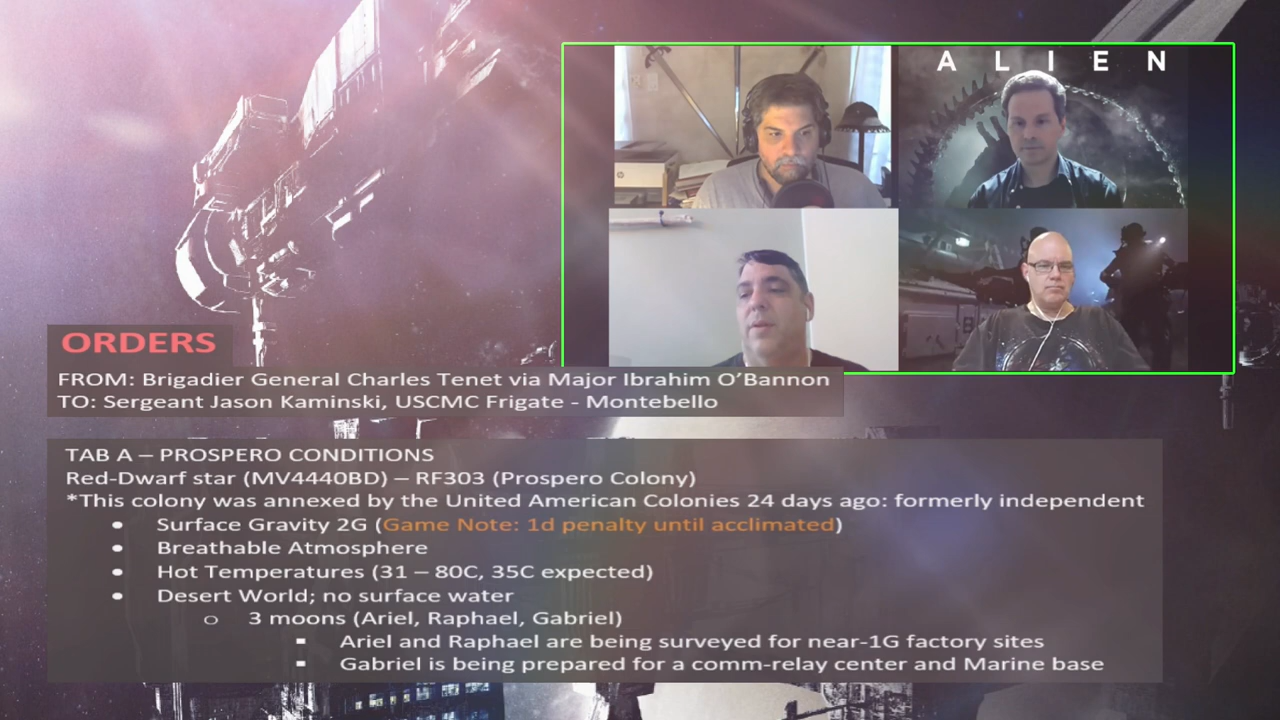 A L I E N
ORDERS
FROM: Brigadier General Charles Tenet via Major Ibrahim O’Bannon
TO: Sergeant Jason Kaminski, USCMC Frigate - Montebello
TAB A – PROSPERO CONDITIONS
Red-Dwarf star (MV4440BD) – RF303 (Prospero Colony)
*This colony was annexed by the United American Colonies 24 days ago: formerly independent
• Surface Gravity 2G (Game Note: 1d penalty until acclimated)
• Breathable Atmosphere
• Hot Temperatures (31 – 80C, 35C expected)
• Desert World; no surface water
o 3 moons (Ariel, Raphael, Gabriel)
▪ Ariel and Raphael are being surveyed for near-1G factory sites
▪ Gabriel is being prepared for a comm-relay center and Marine base